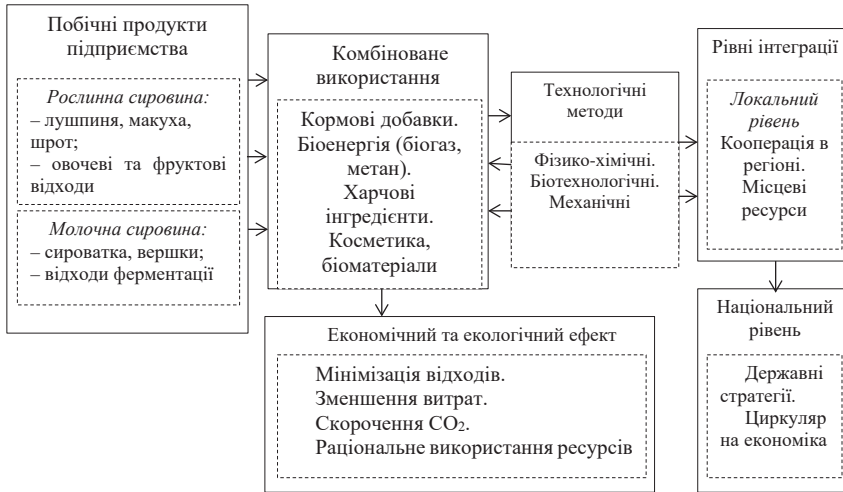 Побічні продукти
підприємства
Рослинна сировина:
– лушпиня, макуха,
шрот;
– овочеві та фруктові
відходи
Молочна сировина:
– сироватка, вершки;
– відходи ферментації
Комбіноване
використання
Кормові добавки.
Біоенергія (біогаз,
метан).
Харчові
інгредієнти.
Косметика,
біоматеріали
Технологічні
методи
Фізико-хімічні.
Біотехнологічні.
Механічні
Рівні інтеграції
Локальний
рівень
Кооперація в
регіоні.
Місцеві
ресурси
Економічний та екологічний ефект
Мінімізація відходів.
Зменшення витрат.
Скорочення CO₂.
Раціональне використання ресурсів
Національний
рівень
Державні
стратегії.
Циркуляр
на економіка